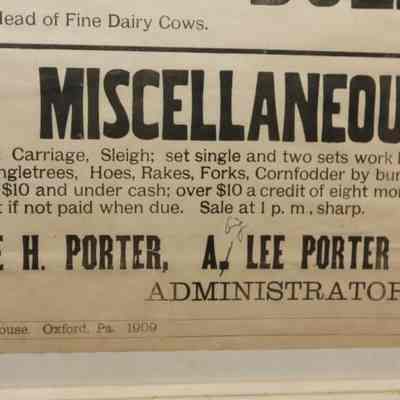 Head of Fine Dairy Cows.
MISCELLANEOU
Carriage, Sleigh; set single and two sets work
ngletrees, Hoes, Rakes, Forks, Cornfodder by bu
$10 and under cash; over $10 a credit of eight mo
if not paid when due. Sale at 1 p. m., sharp.
E H. PORTER, A. LEE PORTER
ADMINISTRATOR
ouse. Oxford, Pa. 1909